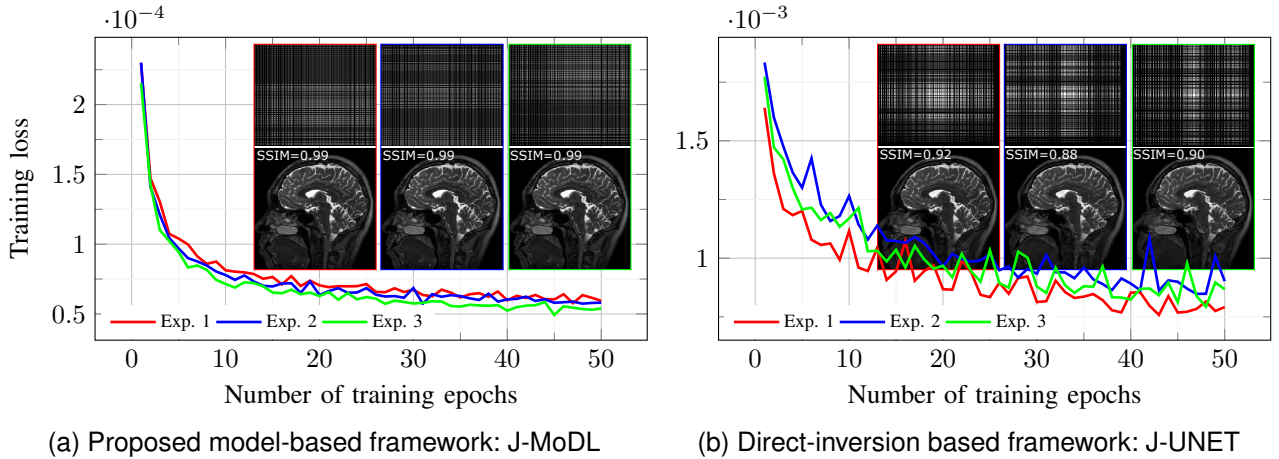 ·10−4
2
1.5
1
0.5
Training loss
SSIM=0.99
SSIM=0.99
SSIM=0.99
Exp. 1
Exp. 2
Exp. 3
0
10
20
30
40
50
Number of training epochs
(a) Proposed model-based framework: J-MoDL
·10−3
1.5
1
SSIM=0.92
SSIM=0.88
SSIM=0.90
Exp. 1
Exp. 2
Exp. 3
0
10
20
30
40
50
Number of training epochs
(b) Direct-inversion based framework: J-UNET